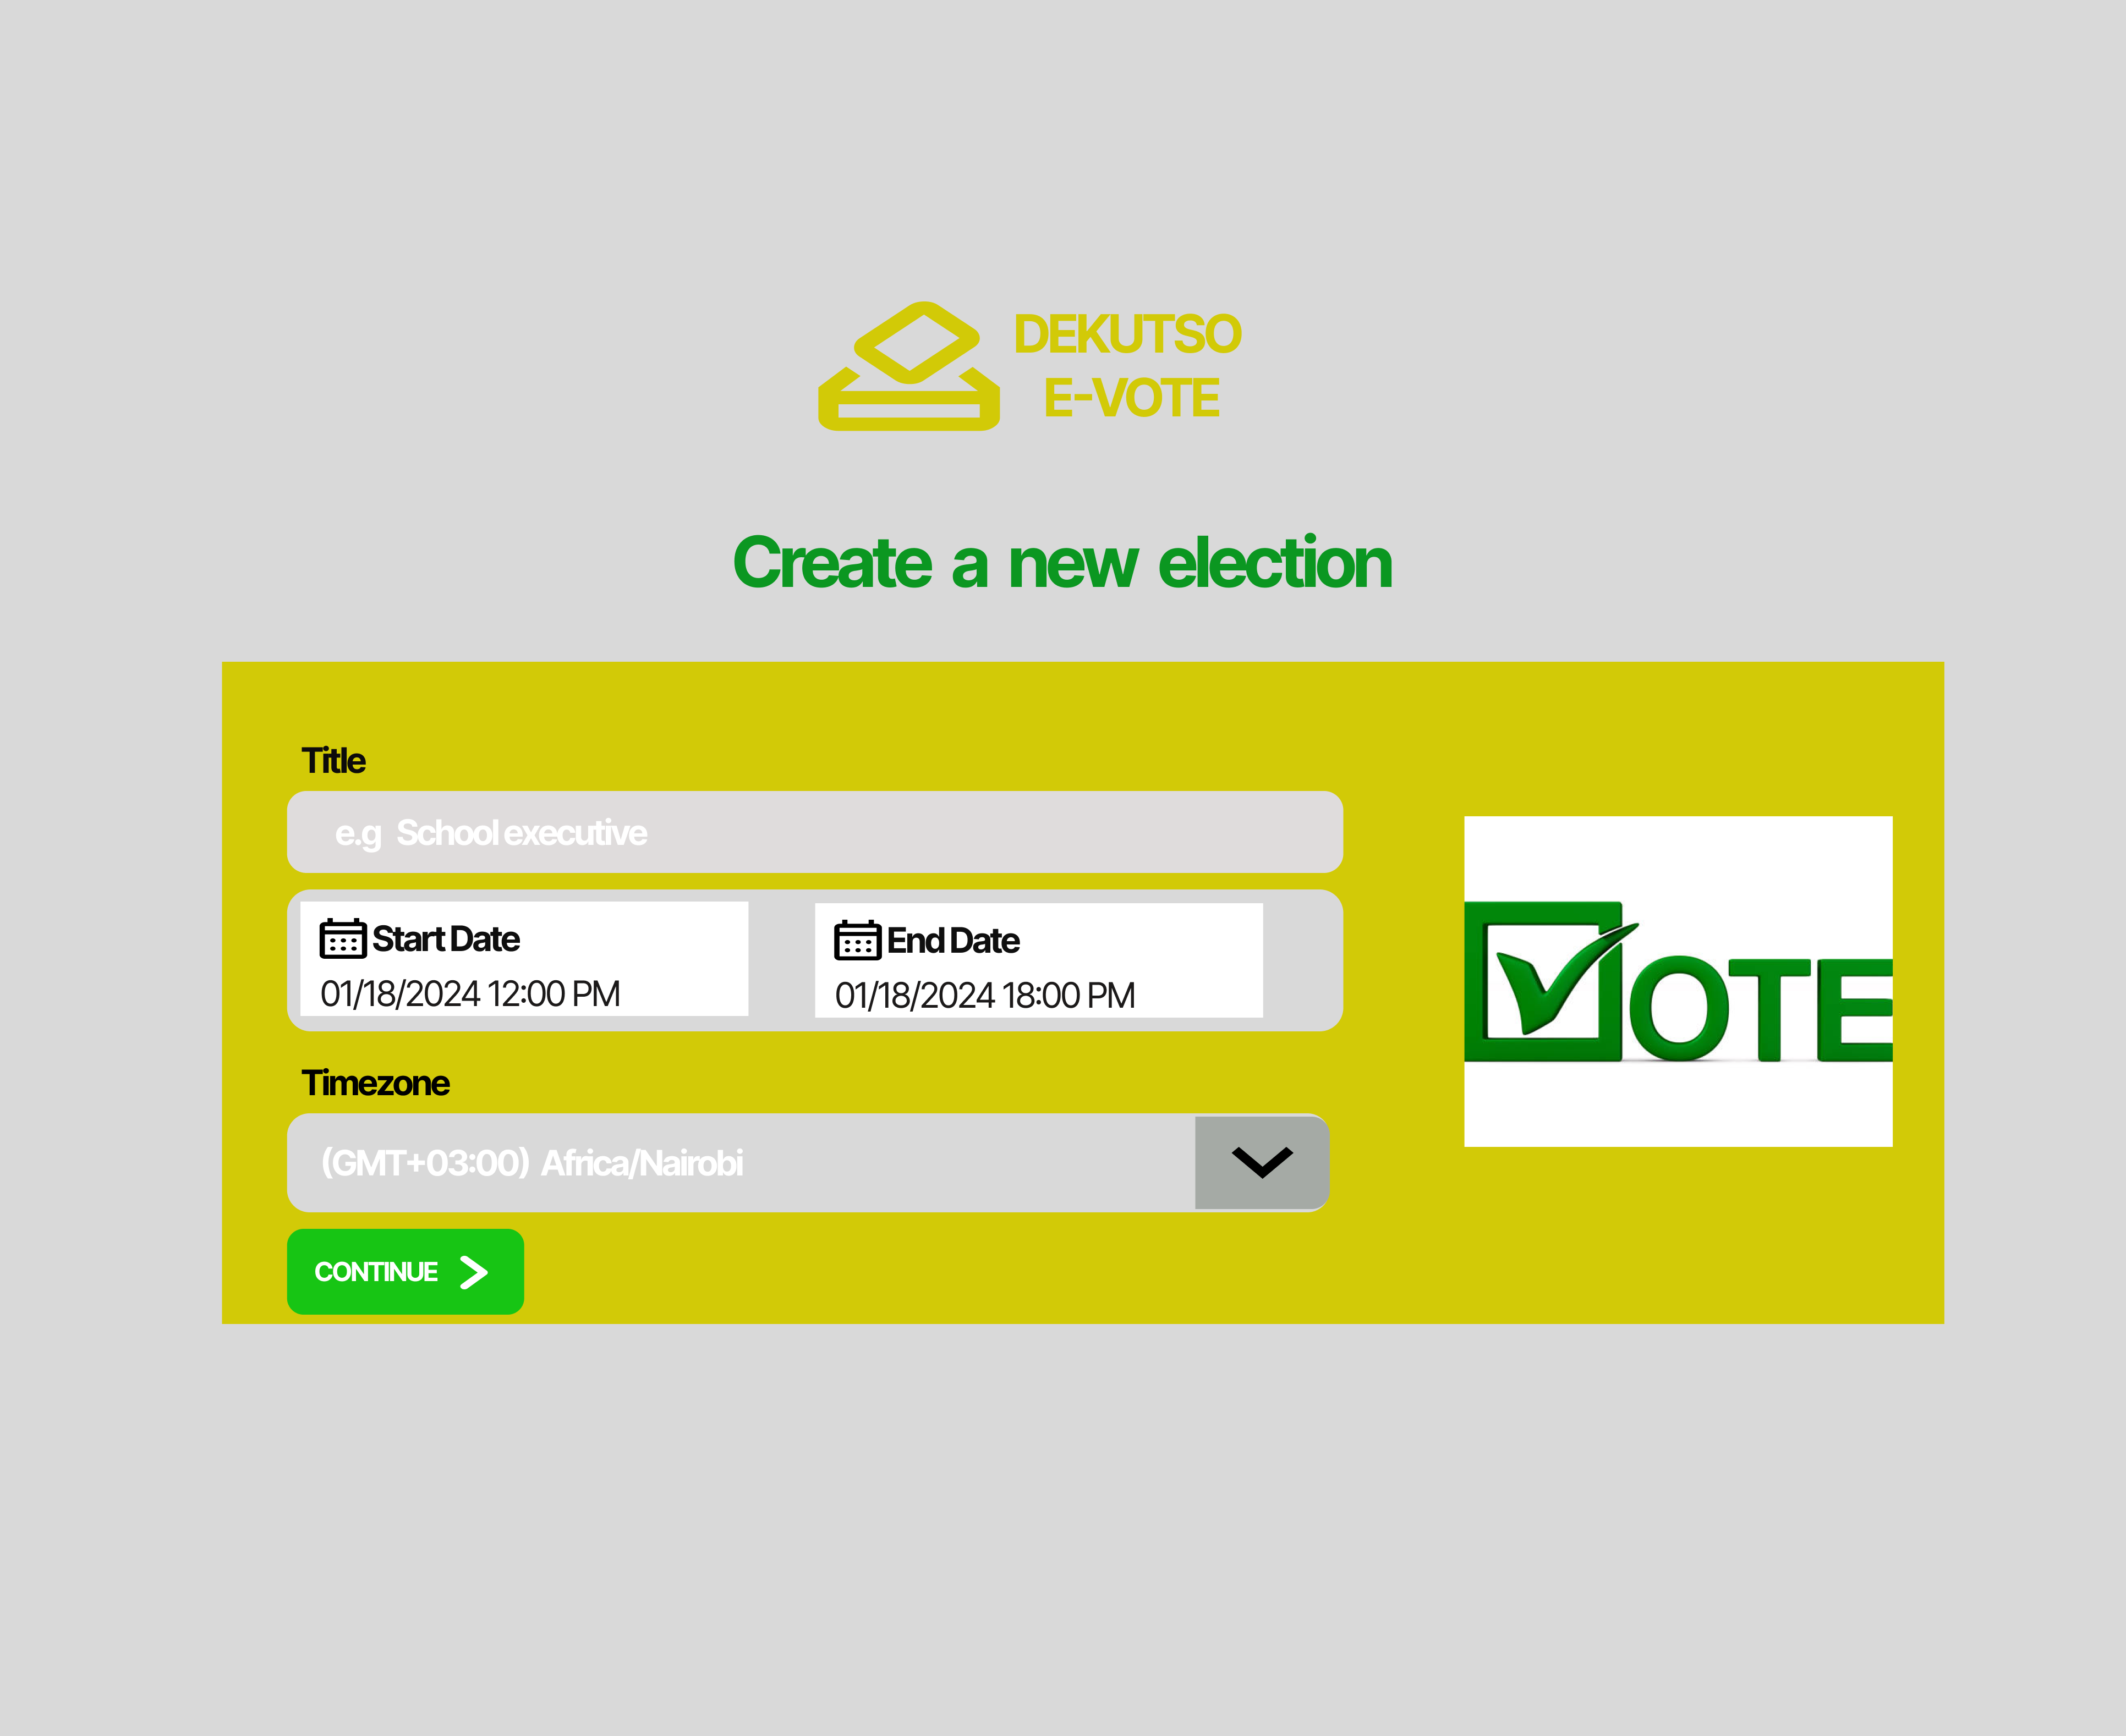 DEKUTSO
E-VOTE
Create a new election
Title
e.g School executive
Start Date
01/18/2024 12:00 PM
End Date
01/18/2024 18:00 PM
VOTE
Timezone
(GMT+03:00) Africa/Nairobi
CONTINUE